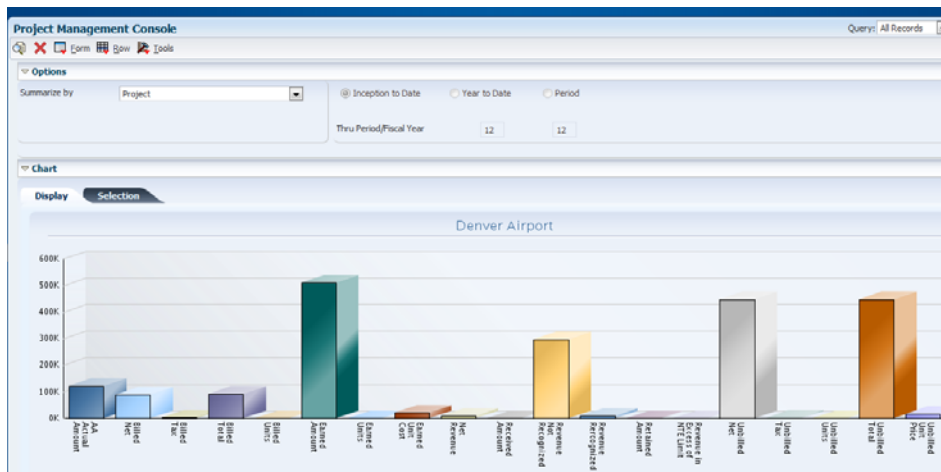 Project Management Console
Query: All Records
Form Row Tools
Options
Summarize by Project
Inception to Date Year to Date Period
Thru Period/Fiscal Year 12 12
Chart
Display Selection
Denver Airport
600K
500K
400K
300K
200K
100K
0K
AA Actual Amount
Billed Net
Billed Tax
Billed Total
Billed Units
Earned Amount
Earned Units
Earned Unit Cost
Net Revenue
Received Amount
Revenue Not Recognized
Revenue Rercognized
Retained Amount
Revenue in Excess of NTE Limit
Unbilled Net
Unbilled Tax
Unbilled Units
Unbilled Total
Unbilled Unit Price